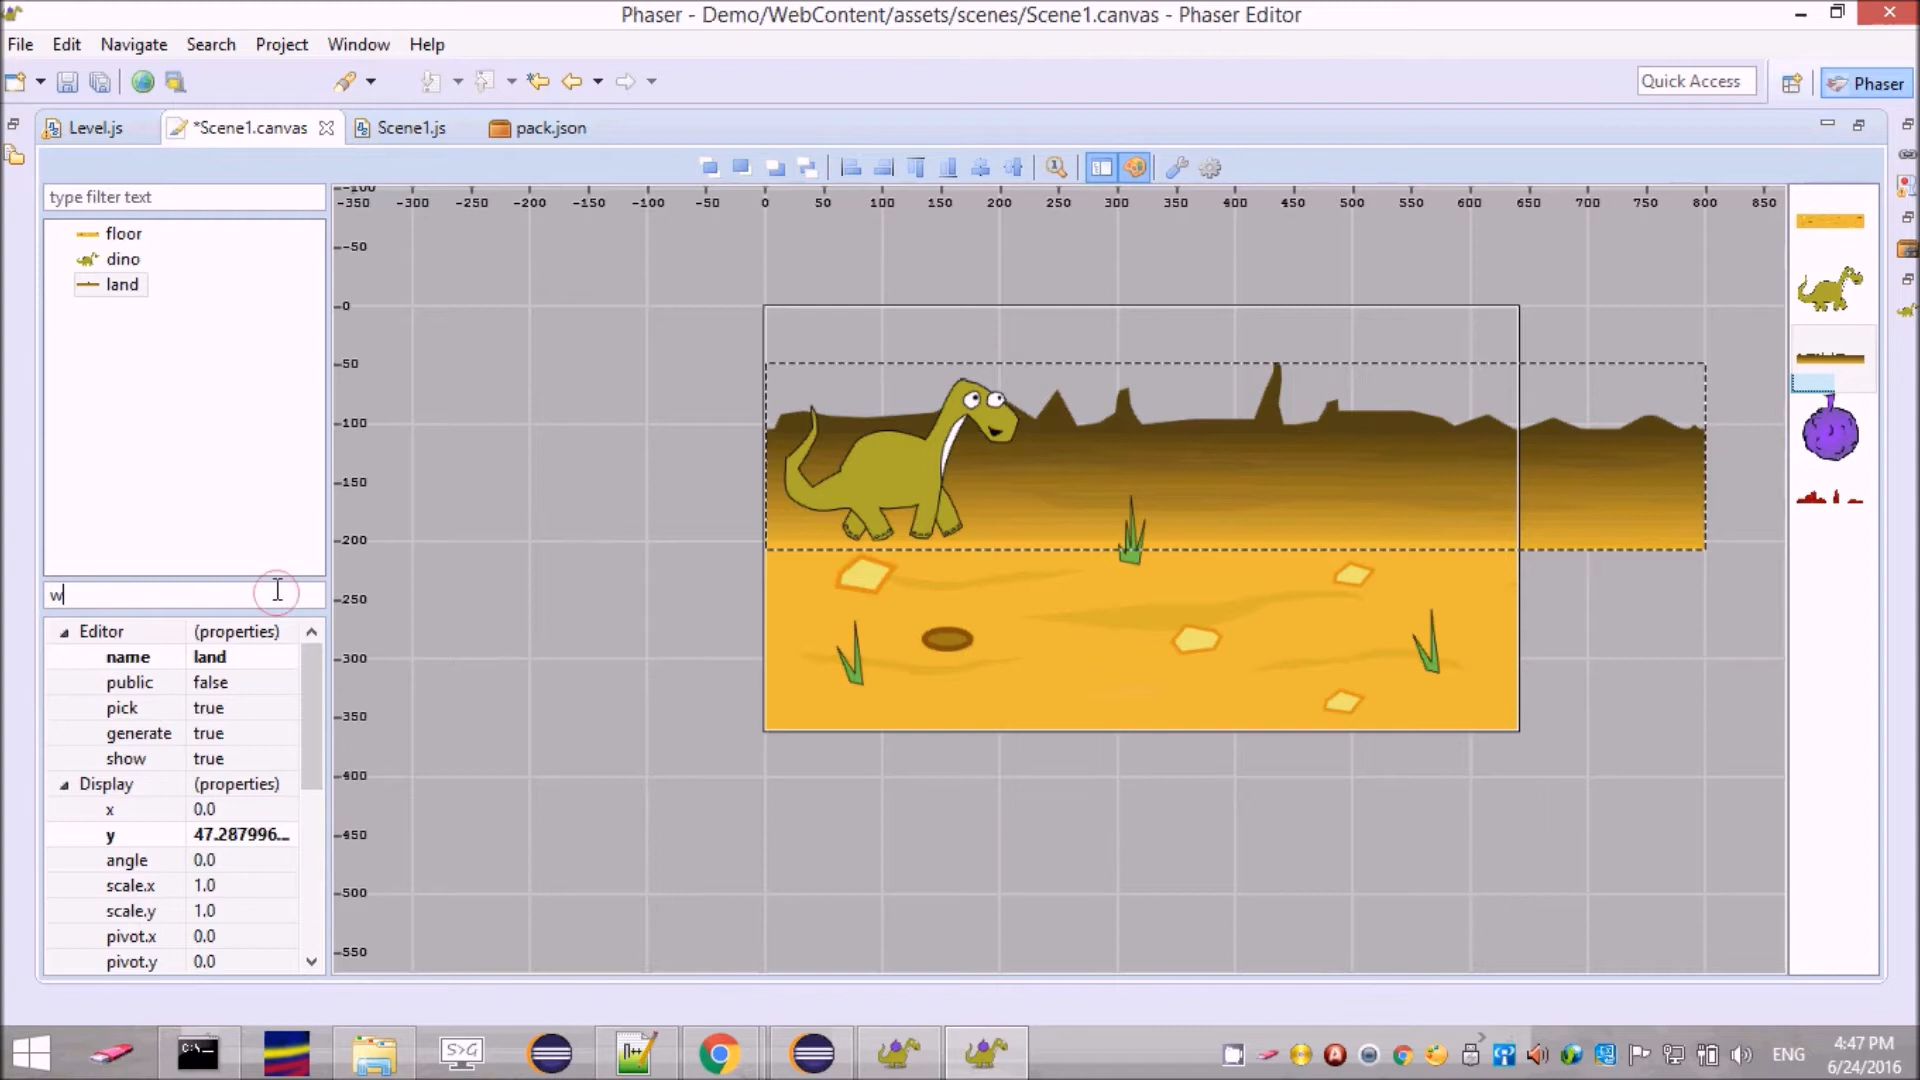 Phaser - Demo/WebContent/assets/scenes/Scene1.canvas - Phaser Editor
File Edit Navigate Search Project Window Help
Quick Access Phaser
Level.js *Scene1.canvas Scene1.js pack.json
type filter text
floor
dino
land
-350 -300 -250 -200 -150 -100 -50 0 50 100 150 200 250 300 350 400 450 500 550 600 650 700 750 800 850
-100
-50
0
50
100
150
200
250
300
350
400
450
500
550
w
Editor (properties)
name land
public false
pick true
generate true
show true
Display (properties)
x 0.0
y 47.287996...
angle 0.0
scale.x 1.0
scale.y 1.0
pivot.x 0.0
pivot.y 0.0
C:\_
S>G
ENG
4:47 PM
6/24/2016